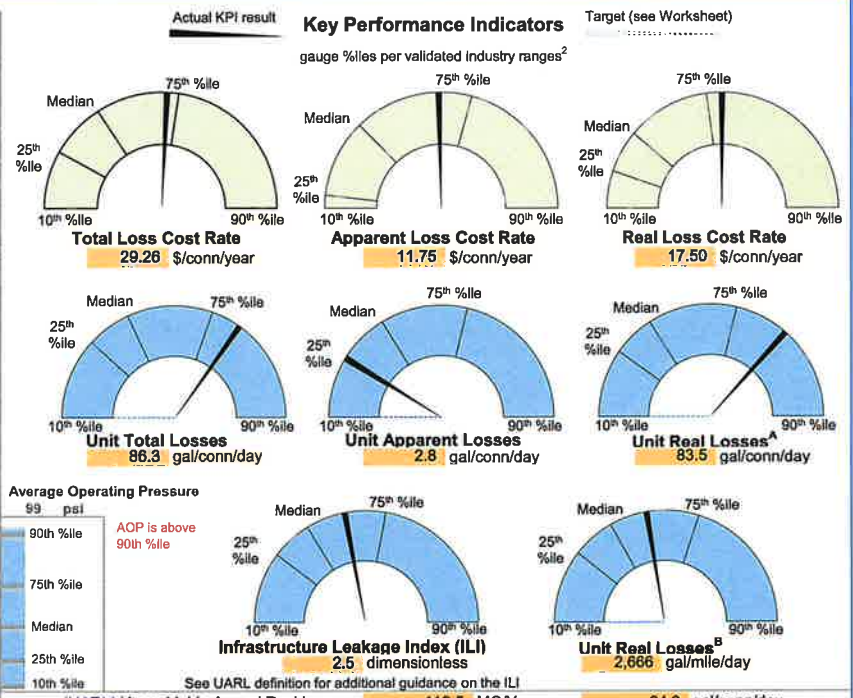 Actual KPI result
Key Performance Indicators
Target (see Worksheet)
gauge %iles per validated industry ranges²
10th %ile 25th %ile Median 75th %ile 90th %ile
Total Loss Cost Rate
29.26 $/conn/year
10th %ile 25th %ile Median 75th %ile 90th %ile
Apparent Loss Cost Rate
11.75 $/conn/year
10th %ile 25th %ile Median 75th %ile 90th %ile
Real Loss Cost Rate
17.50 $/conn/year
10th %ile 25th %ile Median 75th %ile 90th %ile
Unit Total Losses
86.3 gal/conn/day
10th %ile 25th %ile Median 75th %ile 90th %ile
Unit Apparent Losses
2.8 gal/conn/day
10th %ile 25th %ile Median 75th %ile 90th %ile
Unit Real Losses A
83.5 gal/conn/day
Average Operating Pressure
99 psi
90th %ile
75th %ile
Median
25th %ile
10th %ile
AOP is above
90th %ile
10th %ile 25th %ile Median 75th %ile 90th %ile
Infrastructure Leakage Index (ILI)
2.5 dimensionless
10th %ile 25th %ile Median 75th %ile 90th %ile
Unit Real Losses B
2,666 gal/mile/day
See UARL definition for additional guidance on the ILI